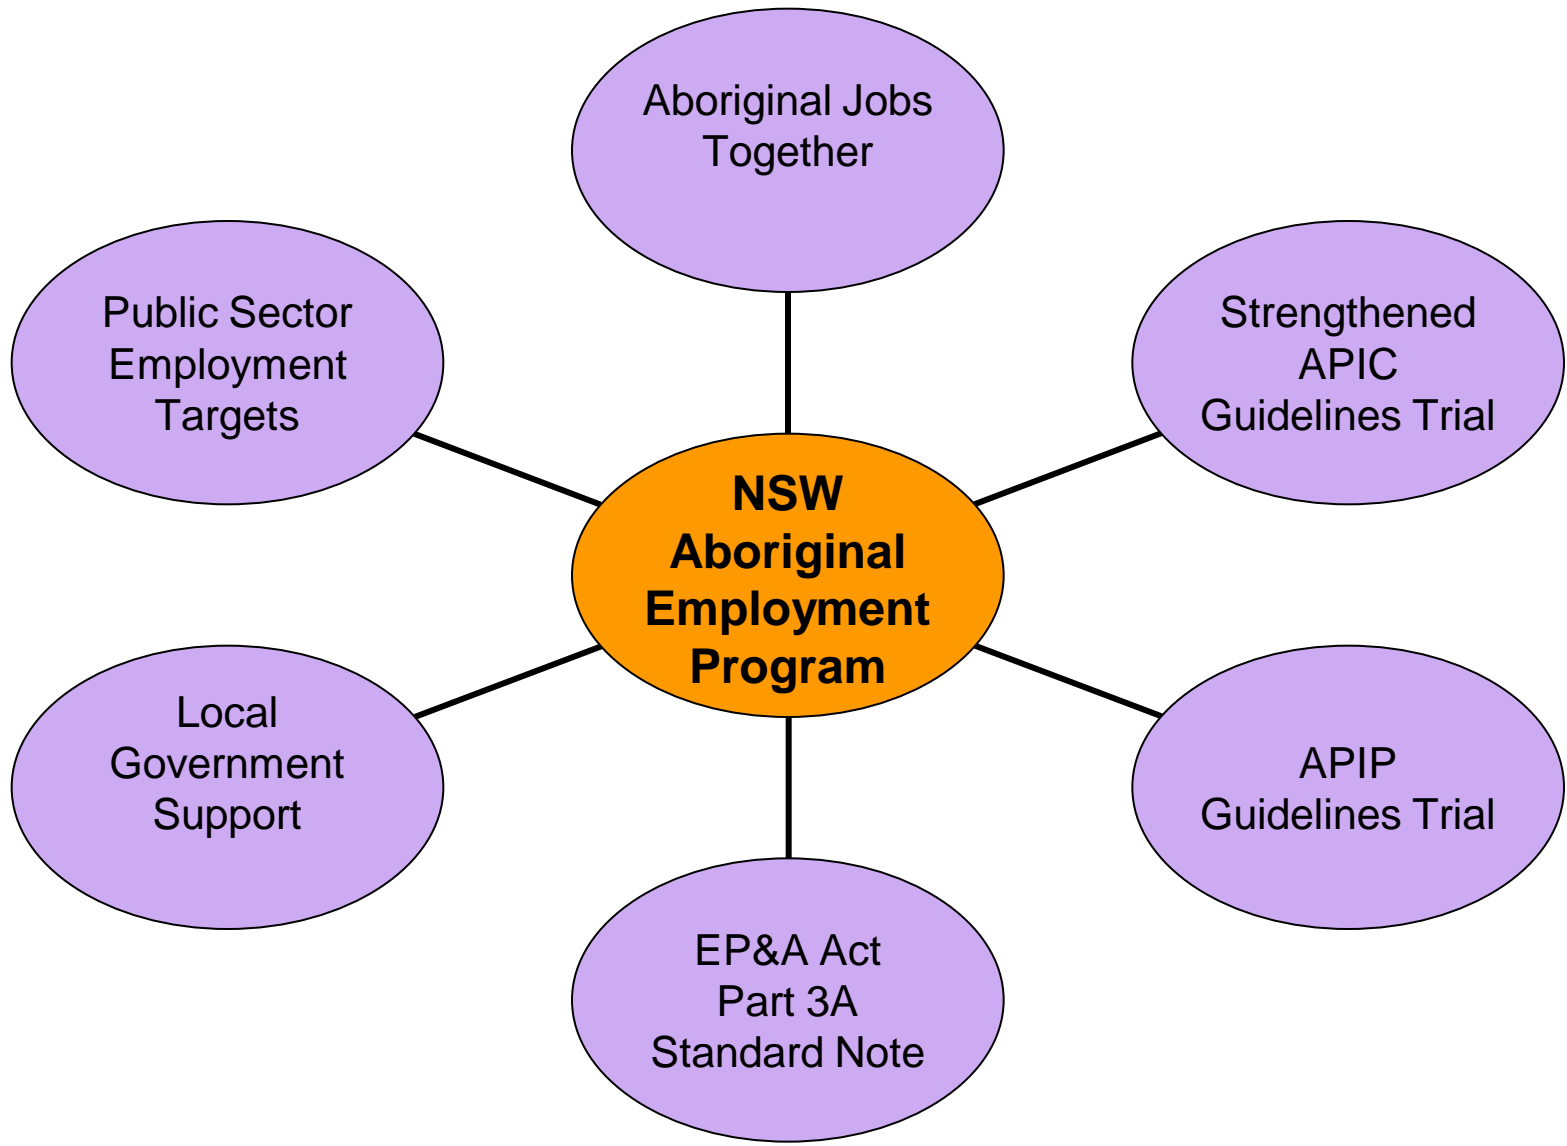 Aboriginal Jobs
Together
Public Sector
Employment
Targets
Strengthened
APIC
Guidelines Trial
NSW
Aboriginal
Employment
Program
Local
Government
Support
APIP
Guidelines Trial
EP&A Act
Part 3A
Standard Note